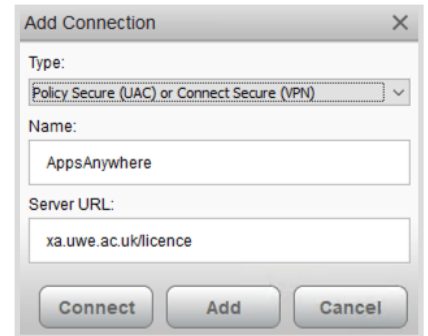 Add Connection
Type:
Policy Secure (UAC) or Connect Secure (VPN)
Name:
AppsAnywhere
Server URL:
xa.uwe.ac.uk/licence
Connect Add Cancel